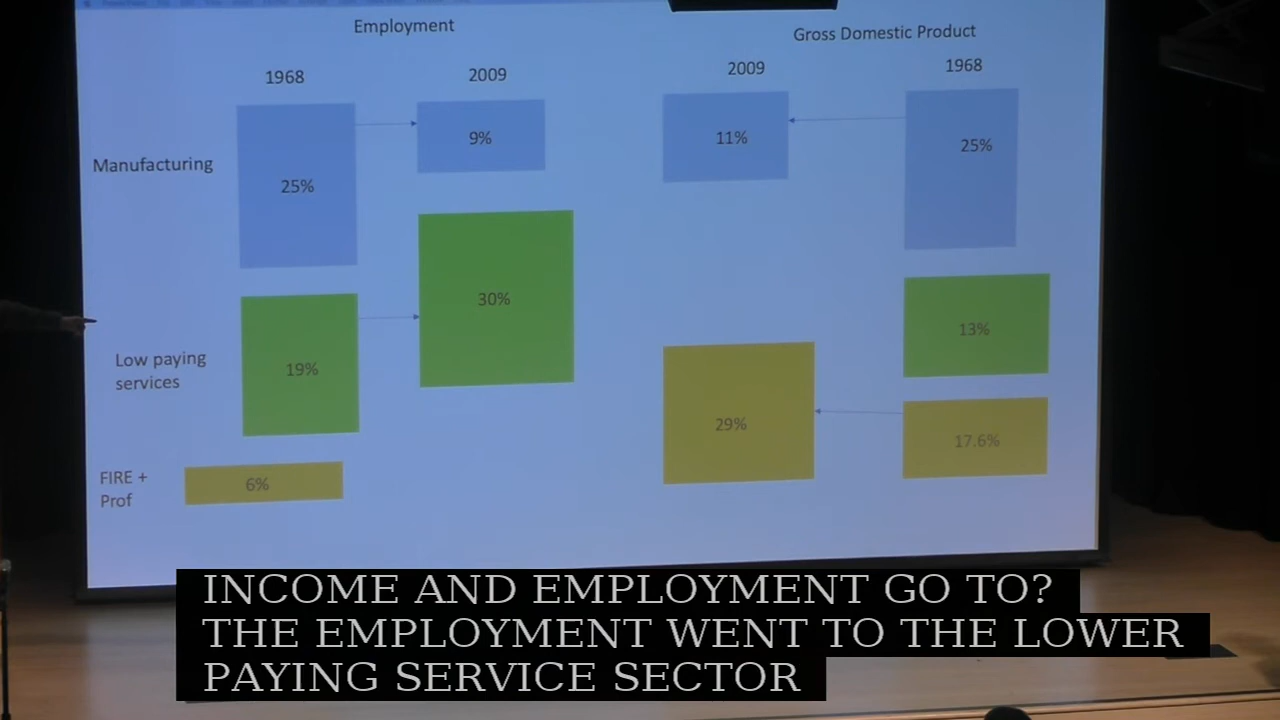 Employment
Gross Domestic Product
1968
2009
2009
1968
Manufacturing
25%
9%
11%
25%
Low paying
services
19%
30%
13%
FIRE +
Prof
6%
29%
17.6%
INCOME AND EMPLOYMENT GO TO?
THE EMPLOYMENT WENT TO THE LOWER
PAYING SERVICE SECTOR